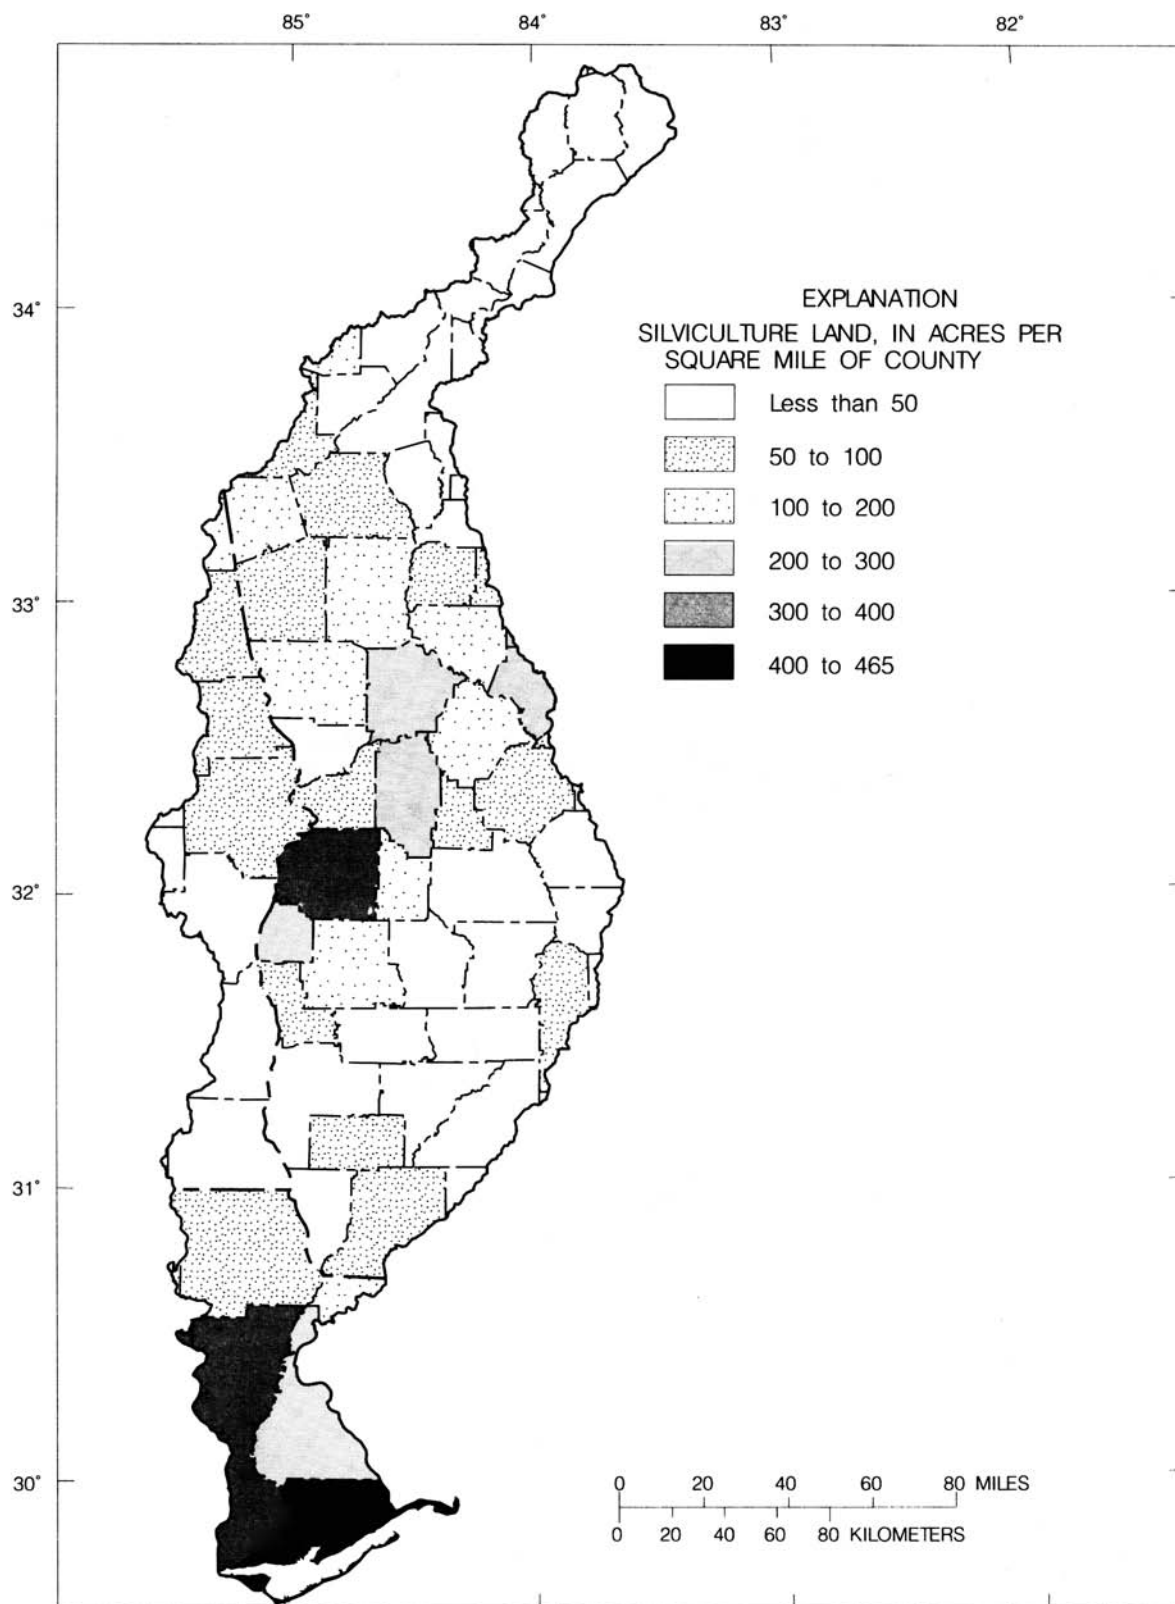 85° 84° 83° 82°
34°
33°
32°
31°
30°
EXPLANATION
SILVICULTURE LAND, IN ACRES PER
SQUARE MILE OF COUNTY
Less than 50
50 to 100
100 to 200
200 to 300
300 to 400
400 to 465
0 20 40 60 80 MILES
0 20 40 60 80 KILOMETERS